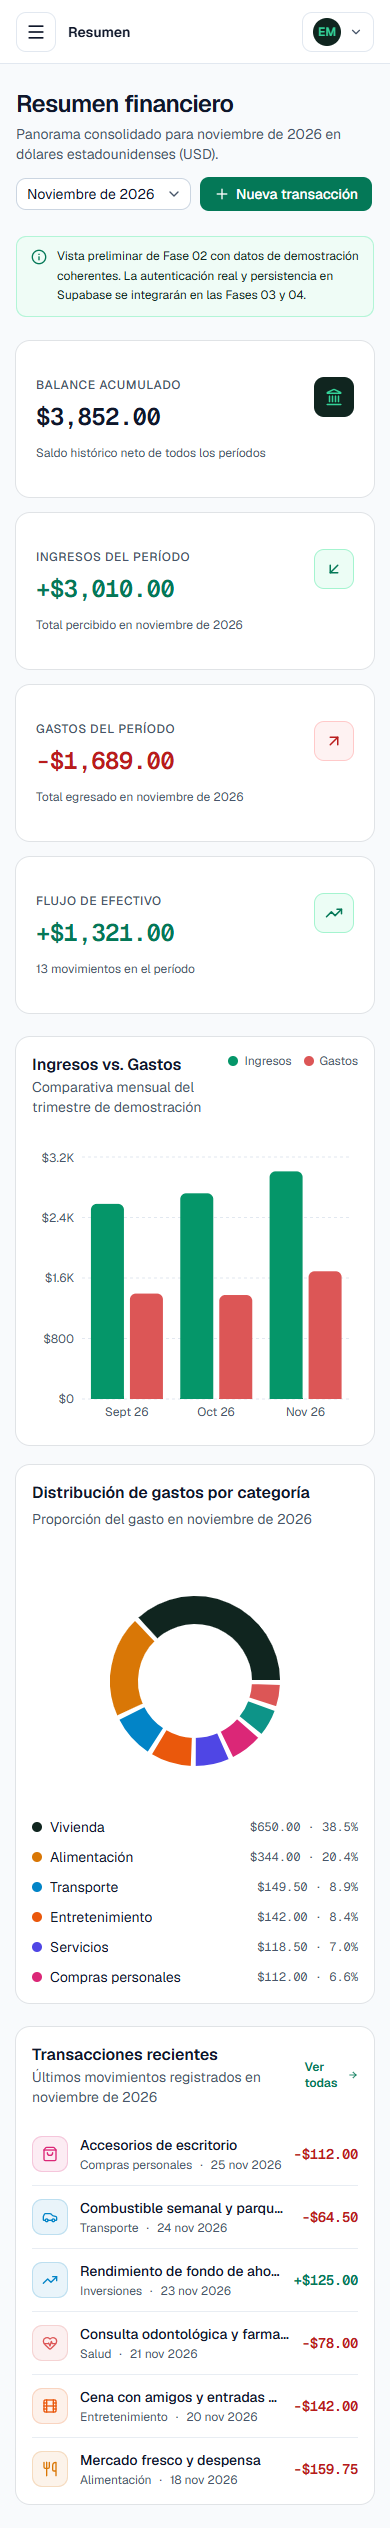 Resumen
EM
Resumen financiero
Panorama consolidado para noviembre de 2026 en
dólares estadounidenses (USD).
Noviembre de 2026
Nueva transacción
Vista preliminar de Fase 02 con datos de demostración
coherentes. La autenticación real y persistencia en
Supabase se integrarán en las Fases 03 y 04.
BALANCE ACUMULADO
$3,852.00
Saldo histórico neto de todos los períodos
INGRESOS DEL PERÍODO
+$3,010.00
Total percibido en noviembre de 2026
GASTOS DEL PERÍODO
-$1,689.00
Total egresado en noviembre de 2026
FLUJO DE EFECTIVO
+$1,321.00
13 movimientos en el período
Ingresos vs. Gastos
Ingresos
Gastos
Comparativa mensual del
trimestre de demostración
$3.2K
$2.4K
$1.6K
$800
$0
Sept 26
Oct 26
Nov 26
Distribución de gastos por categoría
Proporción del gasto en noviembre de 2026
Vivienda $650.00 · 38.5%
Alimentación $344.00 · 20.4%
Transporte $149.50 · 8.9%
Entretenimiento $142.00 · 8.4%
Servicios $118.50 · 7.0%
Compras personales $112.00 · 6.6%
Transacciones recientes
Últimos movimientos registrados en
noviembre de 2026
Ver
todas
Accesorios de escritorio
Compras personales · 25 nov 2026
-$112.00
Combustible semanal y parqu...
Transporte · 24 nov 2026
-$64.50
Rendimiento de fondo de aho...
Inversiones · 23 nov 2026
+$125.00
Consulta odontológica y farma...
Salud · 21 nov 2026
-$78.00
Cena con amigos y entradas ...
Entretenimiento · 20 nov 2026
-$142.00
Mercado fresco y despensa
Alimentación · 18 nov 2026
-$159.75